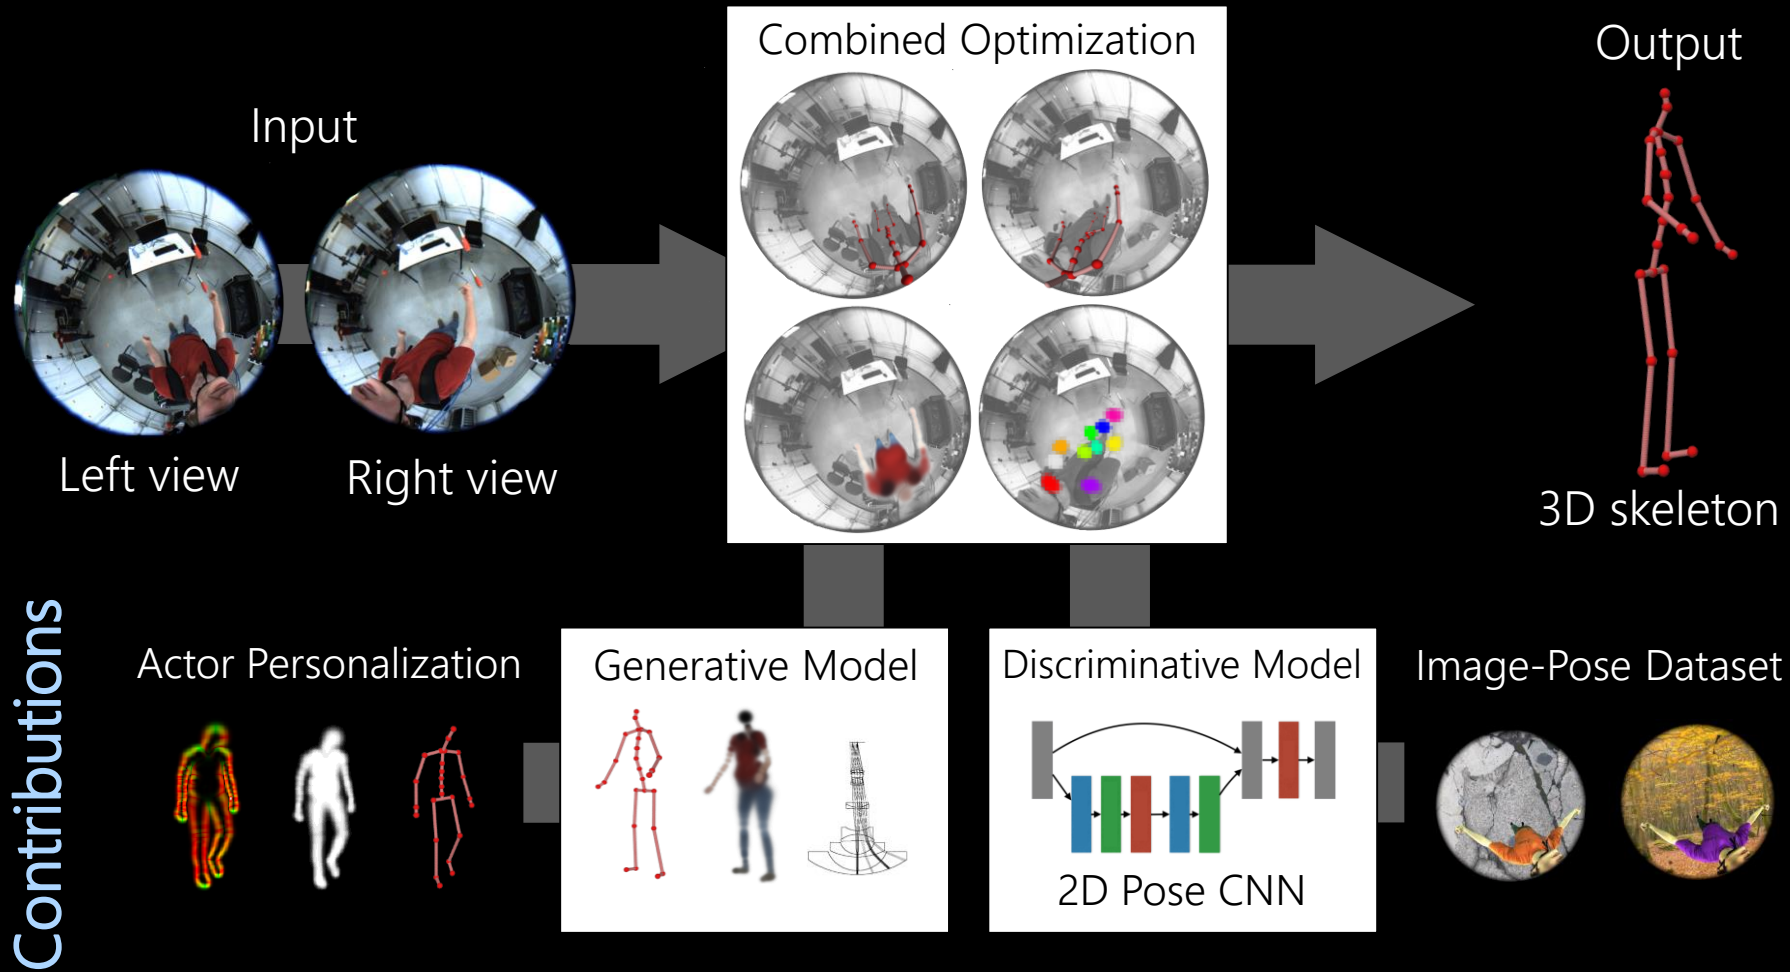 Input
Left view
Right view
Combined Optimization
Output
3D skeleton
Contributions
Actor Personalization
Generative Model
Discriminative Model
2D Pose CNN
Image-Pose Dataset